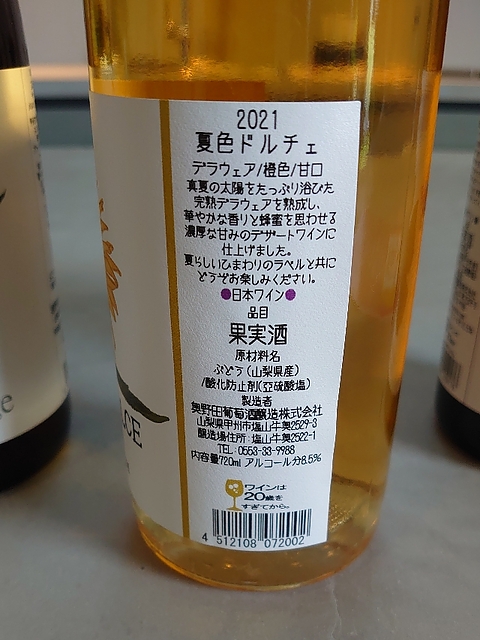 2021
夏色ドルチェ
デラウェア/橙色/甘口
真夏の太陽をたっぷり浴びた
完熟デラウェアを熟成し、
華やかな香りと蜂蜜を思わせる
濃厚な甘みのデザートワインに
仕上げました。
夏らしいひまわりのラベルと共に
どうぞお楽しみください。
●日本ワイン●
品目
果実酒
原材料名
ぶどう(山梨県産)
/酸化防止剤(亜硫酸塩)
製造者
奥野田葡萄酒醸造株式会社
山梨県甲州市塩山牛奥2529-3
醸造場住所:塩山牛奥2522-1
TEL:0553-33-9988
内容量720ml アルコール分8.5%
ワインは
20歳を
すぎてから。
4 512108 072002
LCE
e